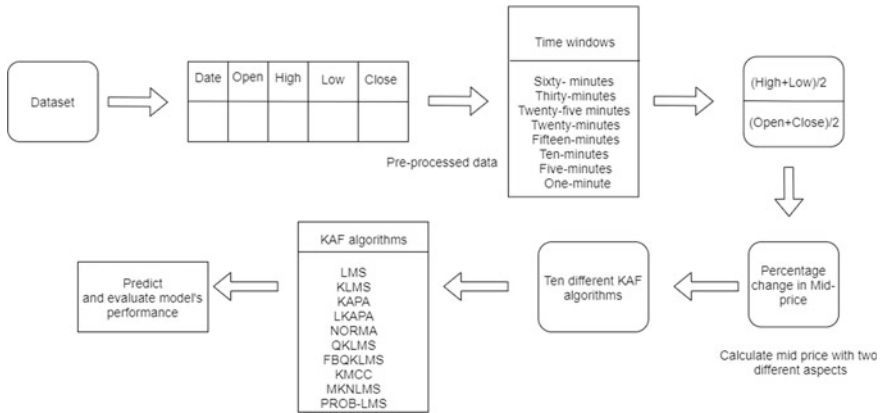 Dataset
Date Open High Low Close
Pre-processed data
Time windows
Sixty- minutes
Thirty-minutes
Twenty-five minutes
Twenty-minutes
Fifteen-minutes
Ten-minutes
Five-minutes
One-minute
(High+Low)/2
(Open+Close)/2
Percentage
change in Mid-
price
Calculate mid price with two
different aspects
Ten different KAF
algorithms
KAF algorithms
LMS
KLMS
KAPA
LKAPA
NORMA
QKLMS
FBQKLMS
KMCC
MKNLMS
PROB-LMS
Predict
and evaluate model's
performance